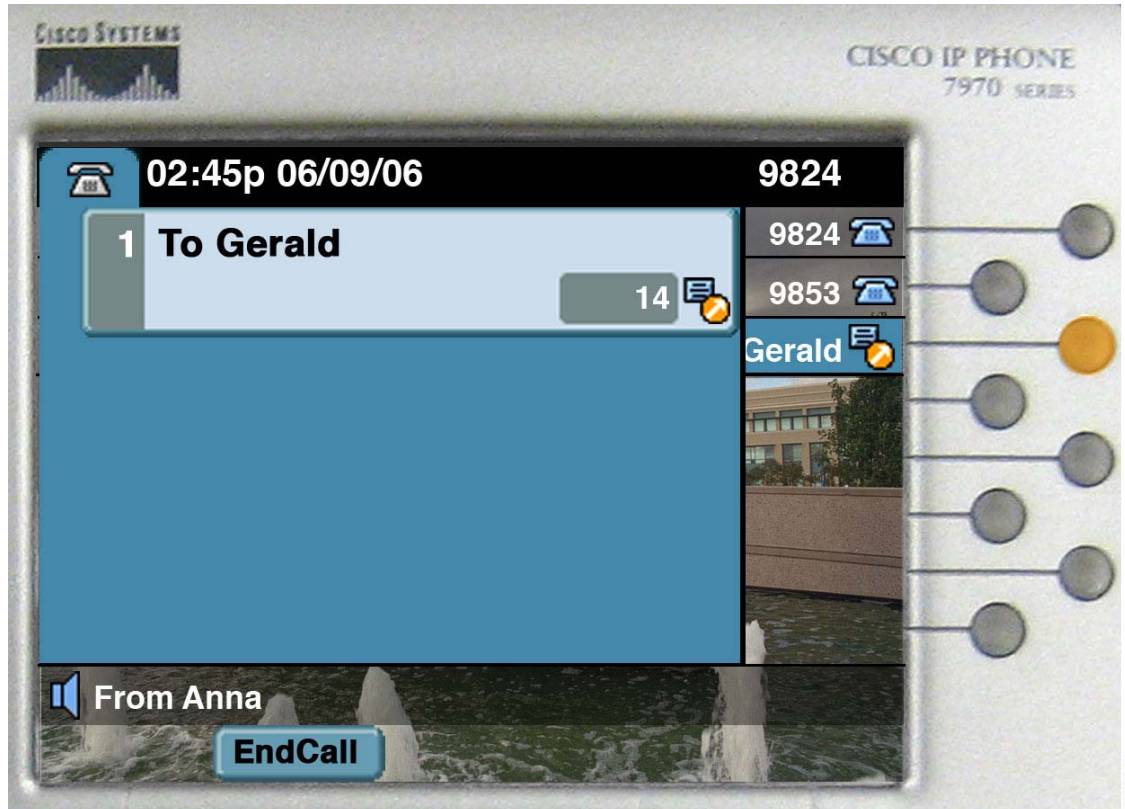 CISCO SYSTEMS
CISCO IP PHONE
7970 SERIES
02:45p 06/09/06
9824
1 To Gerald
14
9824
9853
Gerald
From Anna
EndCall